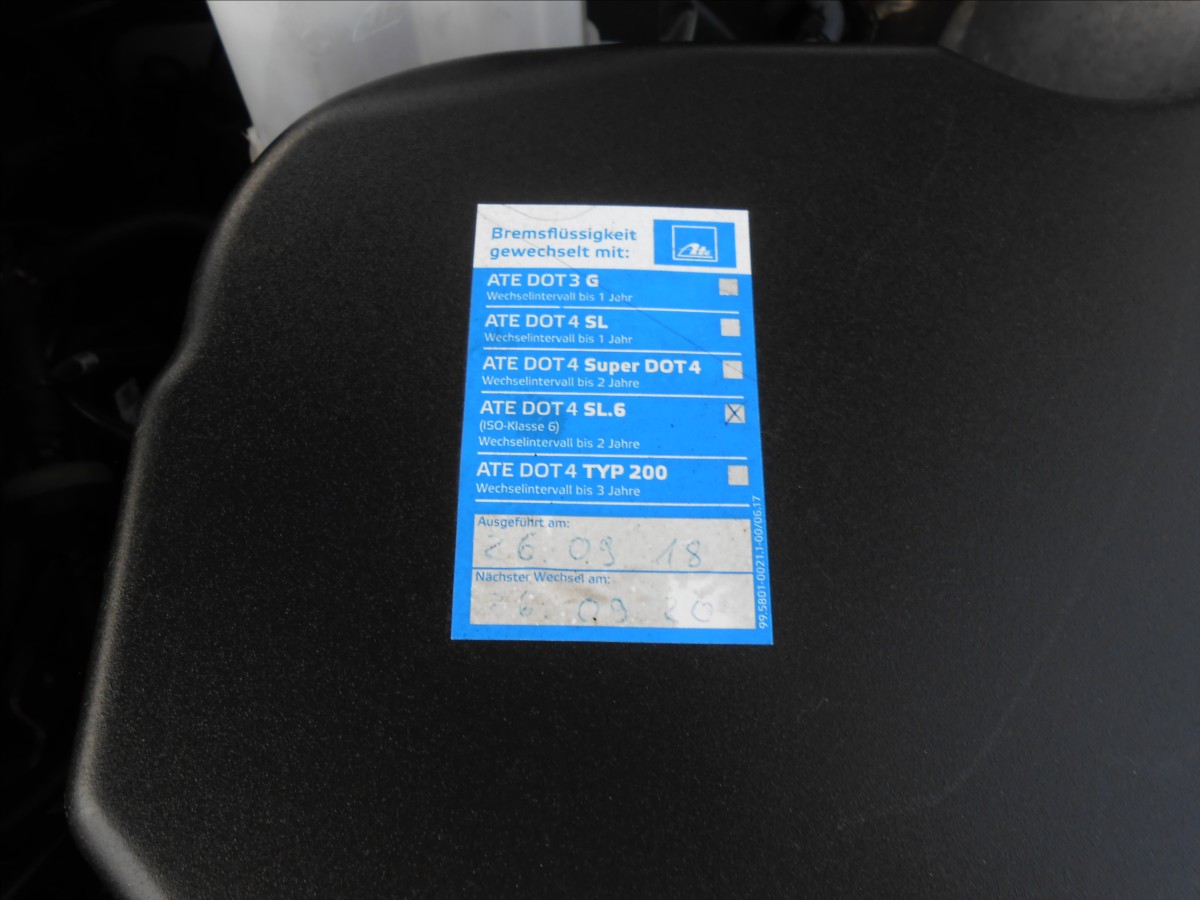 Bremsflüssigkeit
gewechselt mit:
Ate
ATE DOT 3 G
Wechselintervall bis 1 Jahr
ATE DOT 4 SL
Wechselintervall bis 1 Jahr
ATE DOT 4 Super DOT 4
Wechselintervall bis 2 Jahre
ATE DOT 4 SL.6
(ISO-Klasse 6)
Wechselintervall bis 2 Jahre
ATE DOT 4 TYP 200
Wechselintervall bis 3 Jahre
Ausgeführt am:
26 09 18
Nächster Wechsel am:
26. 09 20
99.5801-0021.1-00/06.17